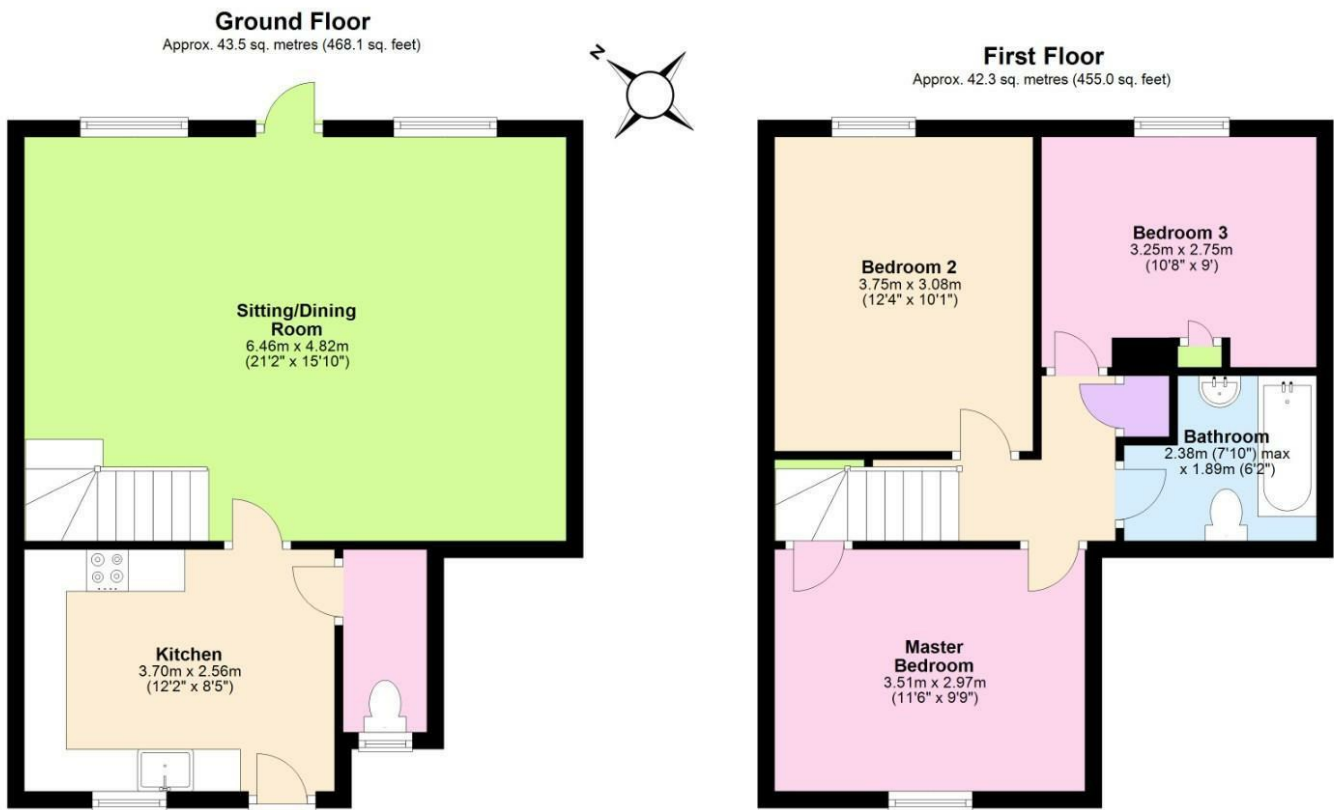 Ground Floor
Approx. 43.5 sq. metres (468.1 sq. feet)
Z
First Floor
Approx. 42.3 sq. metres (455.0 sq. feet)
Sitting/Dining
Room
6.46m x 4.82m
(21'2" x 15'10")
Kitchen
3.70m x 2.56m
(12'2" x 8'5")
Bedroom 2
3.75m x 3.08m
(12'4" x 10'1")
Bedroom 3
3.25m x 2.75m
(10'8" x 9')
Bathroom
2.38m (7'10") max
x 1.89m (6'2")
Master
Bedroom
3.51m x 2.97m
(11'6" x 9'9")